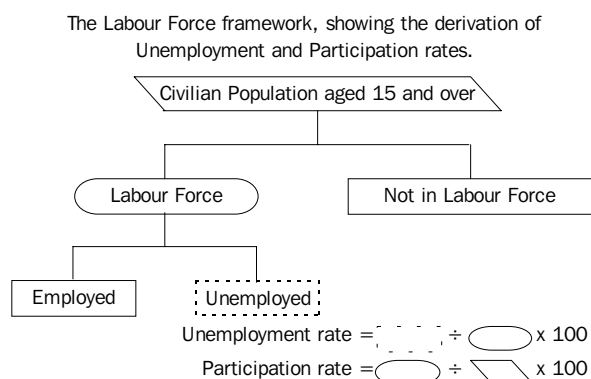 The Labour Force framework, showing the derivation of
Unemployment and Participation rates.
Civilian Population aged 15 and over
Labour Force
Not in Labour Force
Employed
Unemployed
Unemployment rate = ÷ x 100
Participation rate = ÷ x 100